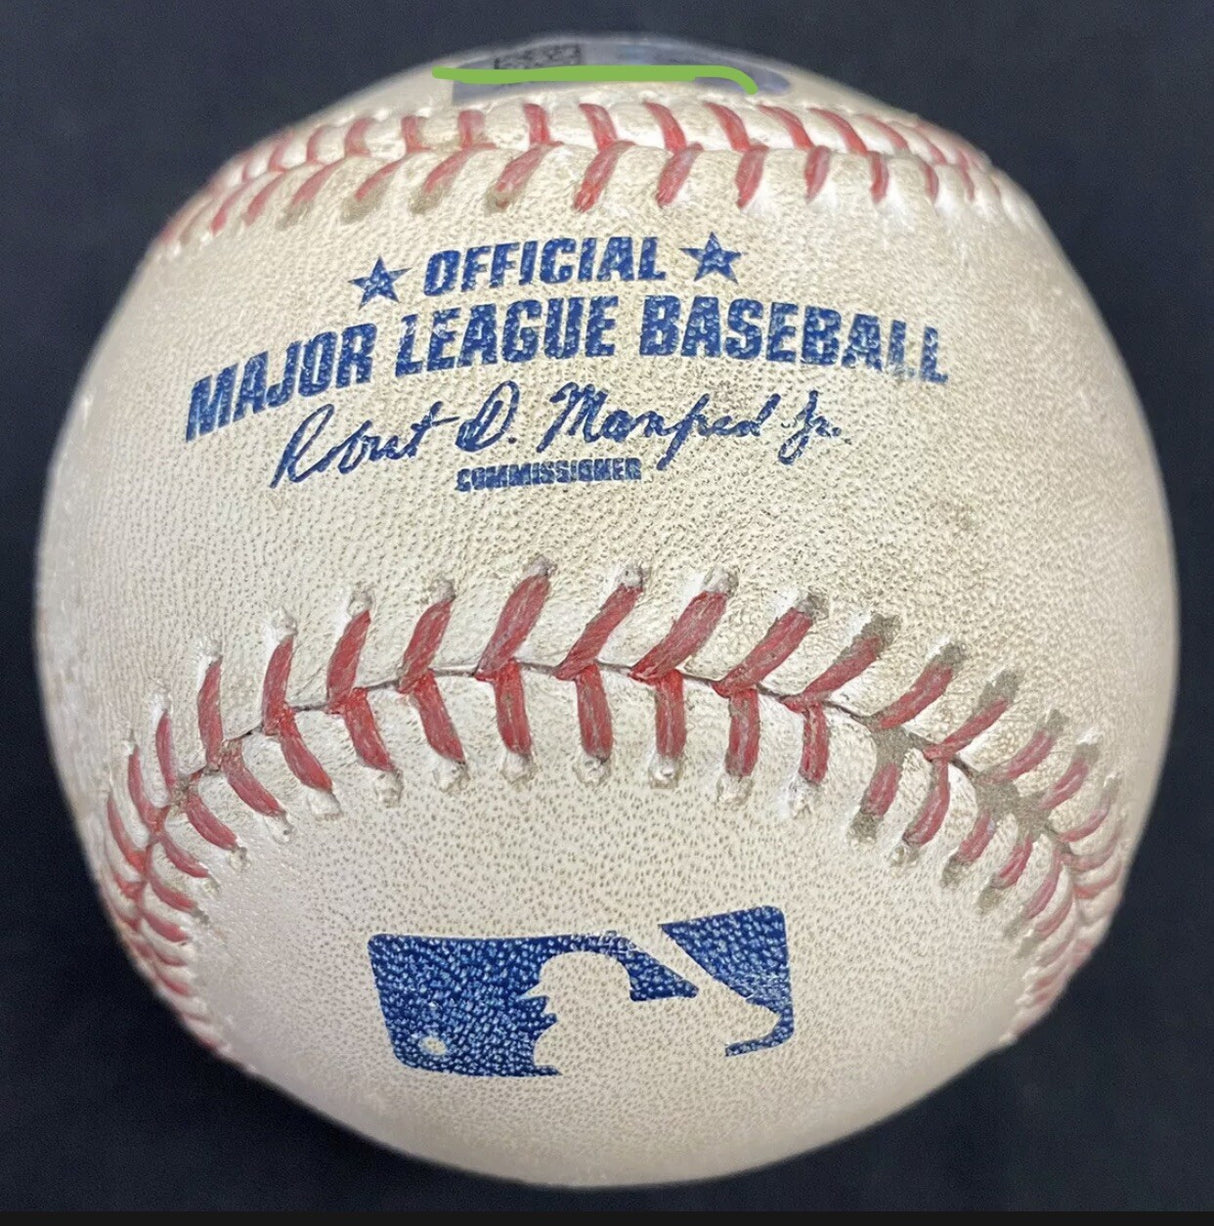 ★ OFFICIAL ★
MAJOR LEAGUE BASEBALL
Robert D. Manfred Jr.
COMMISSIONER